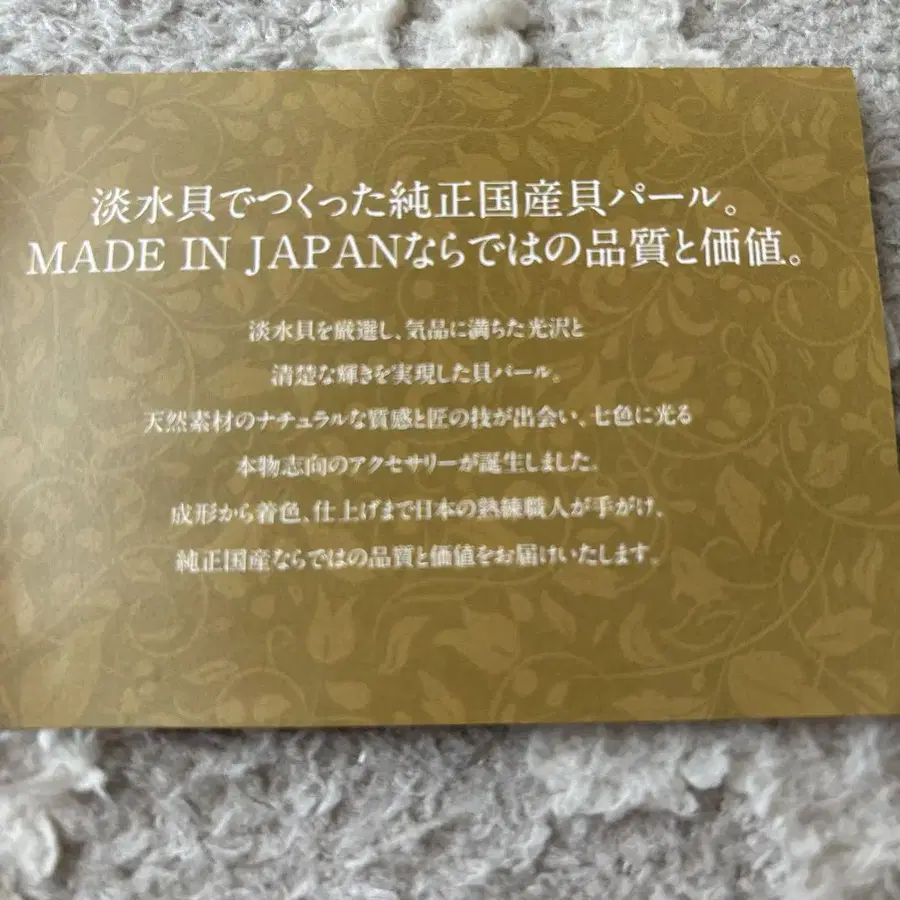 淡水貝でつくった純正国産貝パール。
MADE IN JAPANならではの品質と価値。
淡水貝を厳選し、気品に満ちた光沢と
清楚な輝きを実現した貝パール。
天然素材のナチュラルな質感と匠の技が出会い、七色に光る
本物志向のアクセサリーが誕生しました。
成形から着色、仕上げまで日本の熟練職人が手がけ、
純正国産ならではの品質と価値をお届けいたします。